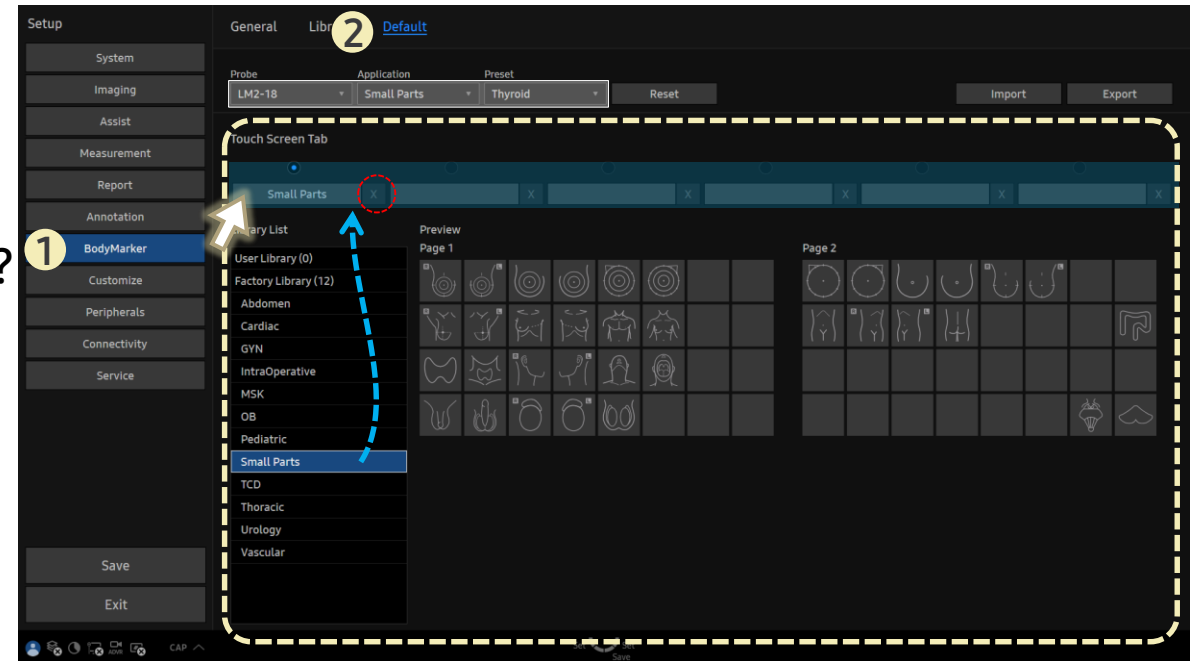 Setup
General
Default
2
System
Imaging
Assist
Measurement
Report
Annotation
BodyMarker
Customize
Peripherals
Connectivity
Service
Save
Exit
?
1
Probe Application Preset
LM2-18 Small Parts Thyroid Reset Import Export
Touch Screen Tab
Small Parts X X X X X X
List
User Library (0)
Factory Library (12)
Abdomen
Cardiac
GYN
IntraOperative
MSK
OB
Pediatric
Small Parts
TCD
Thoracic
Urology
Vascular
Preview
Page 1
Page 2
CAP
Save